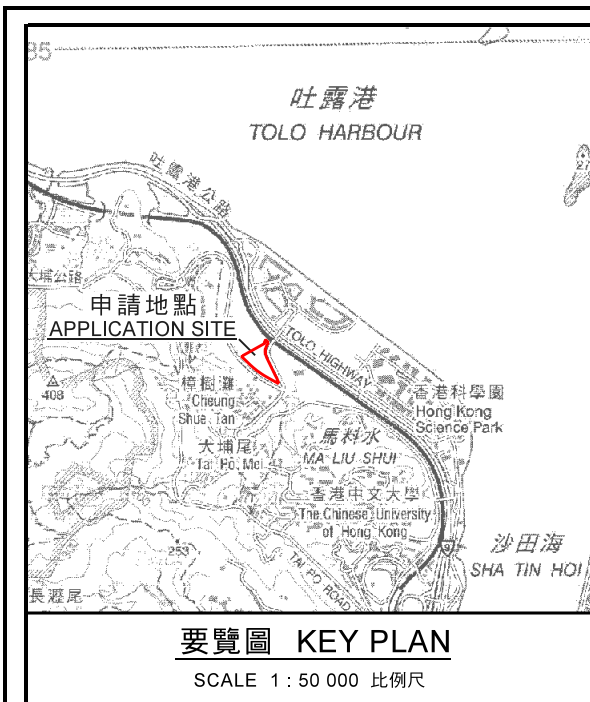 吐露港
TOLO HARBOUR
27
吐露港公路
大埔公路
申請地點
APPLICATION SITE
TOLO HIGHWAY
408
樟樹灘
Cheung
Shue Tan
香港科學園
Hong Kong
Science Park
大埔尾
Tai Po Mei
馬料水
MA LIU SHUI
香港中文大學
The Chinese University
of Hong Kong
253
沙田海
SHA TIN HOI
TAI PO ROAD
長瀝尾
要覽圖 KEY PLAN
SCALE 1 : 50 000 比例尺